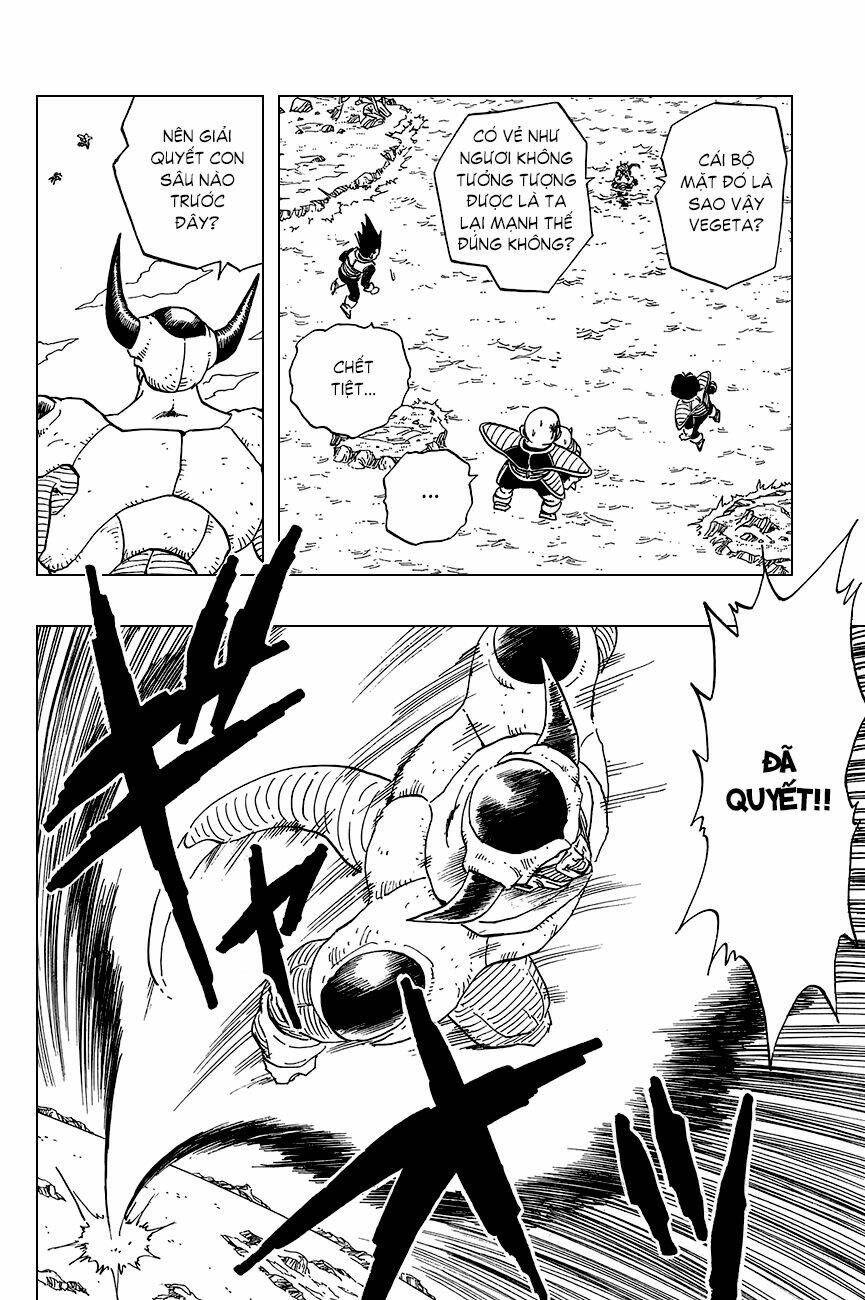 CÁI BỘ
MẶT ĐÓ LÀ
SAO VẬY
VEGETA?
CÓ VẺ NHƯ
NGƯƠI KHÔNG
TƯỚNG TƯỢNG
ĐƯỢC LÀ TA
LẠI MẠNH THẾ
ĐÚNG KHÔNG?
CHẾT
TIỆT...
...
NÊN GIẢI
QUYẾT CON
SÂU NÀO
TRƯỚC
ĐÂY?
ĐÃ
QUYẾT!!